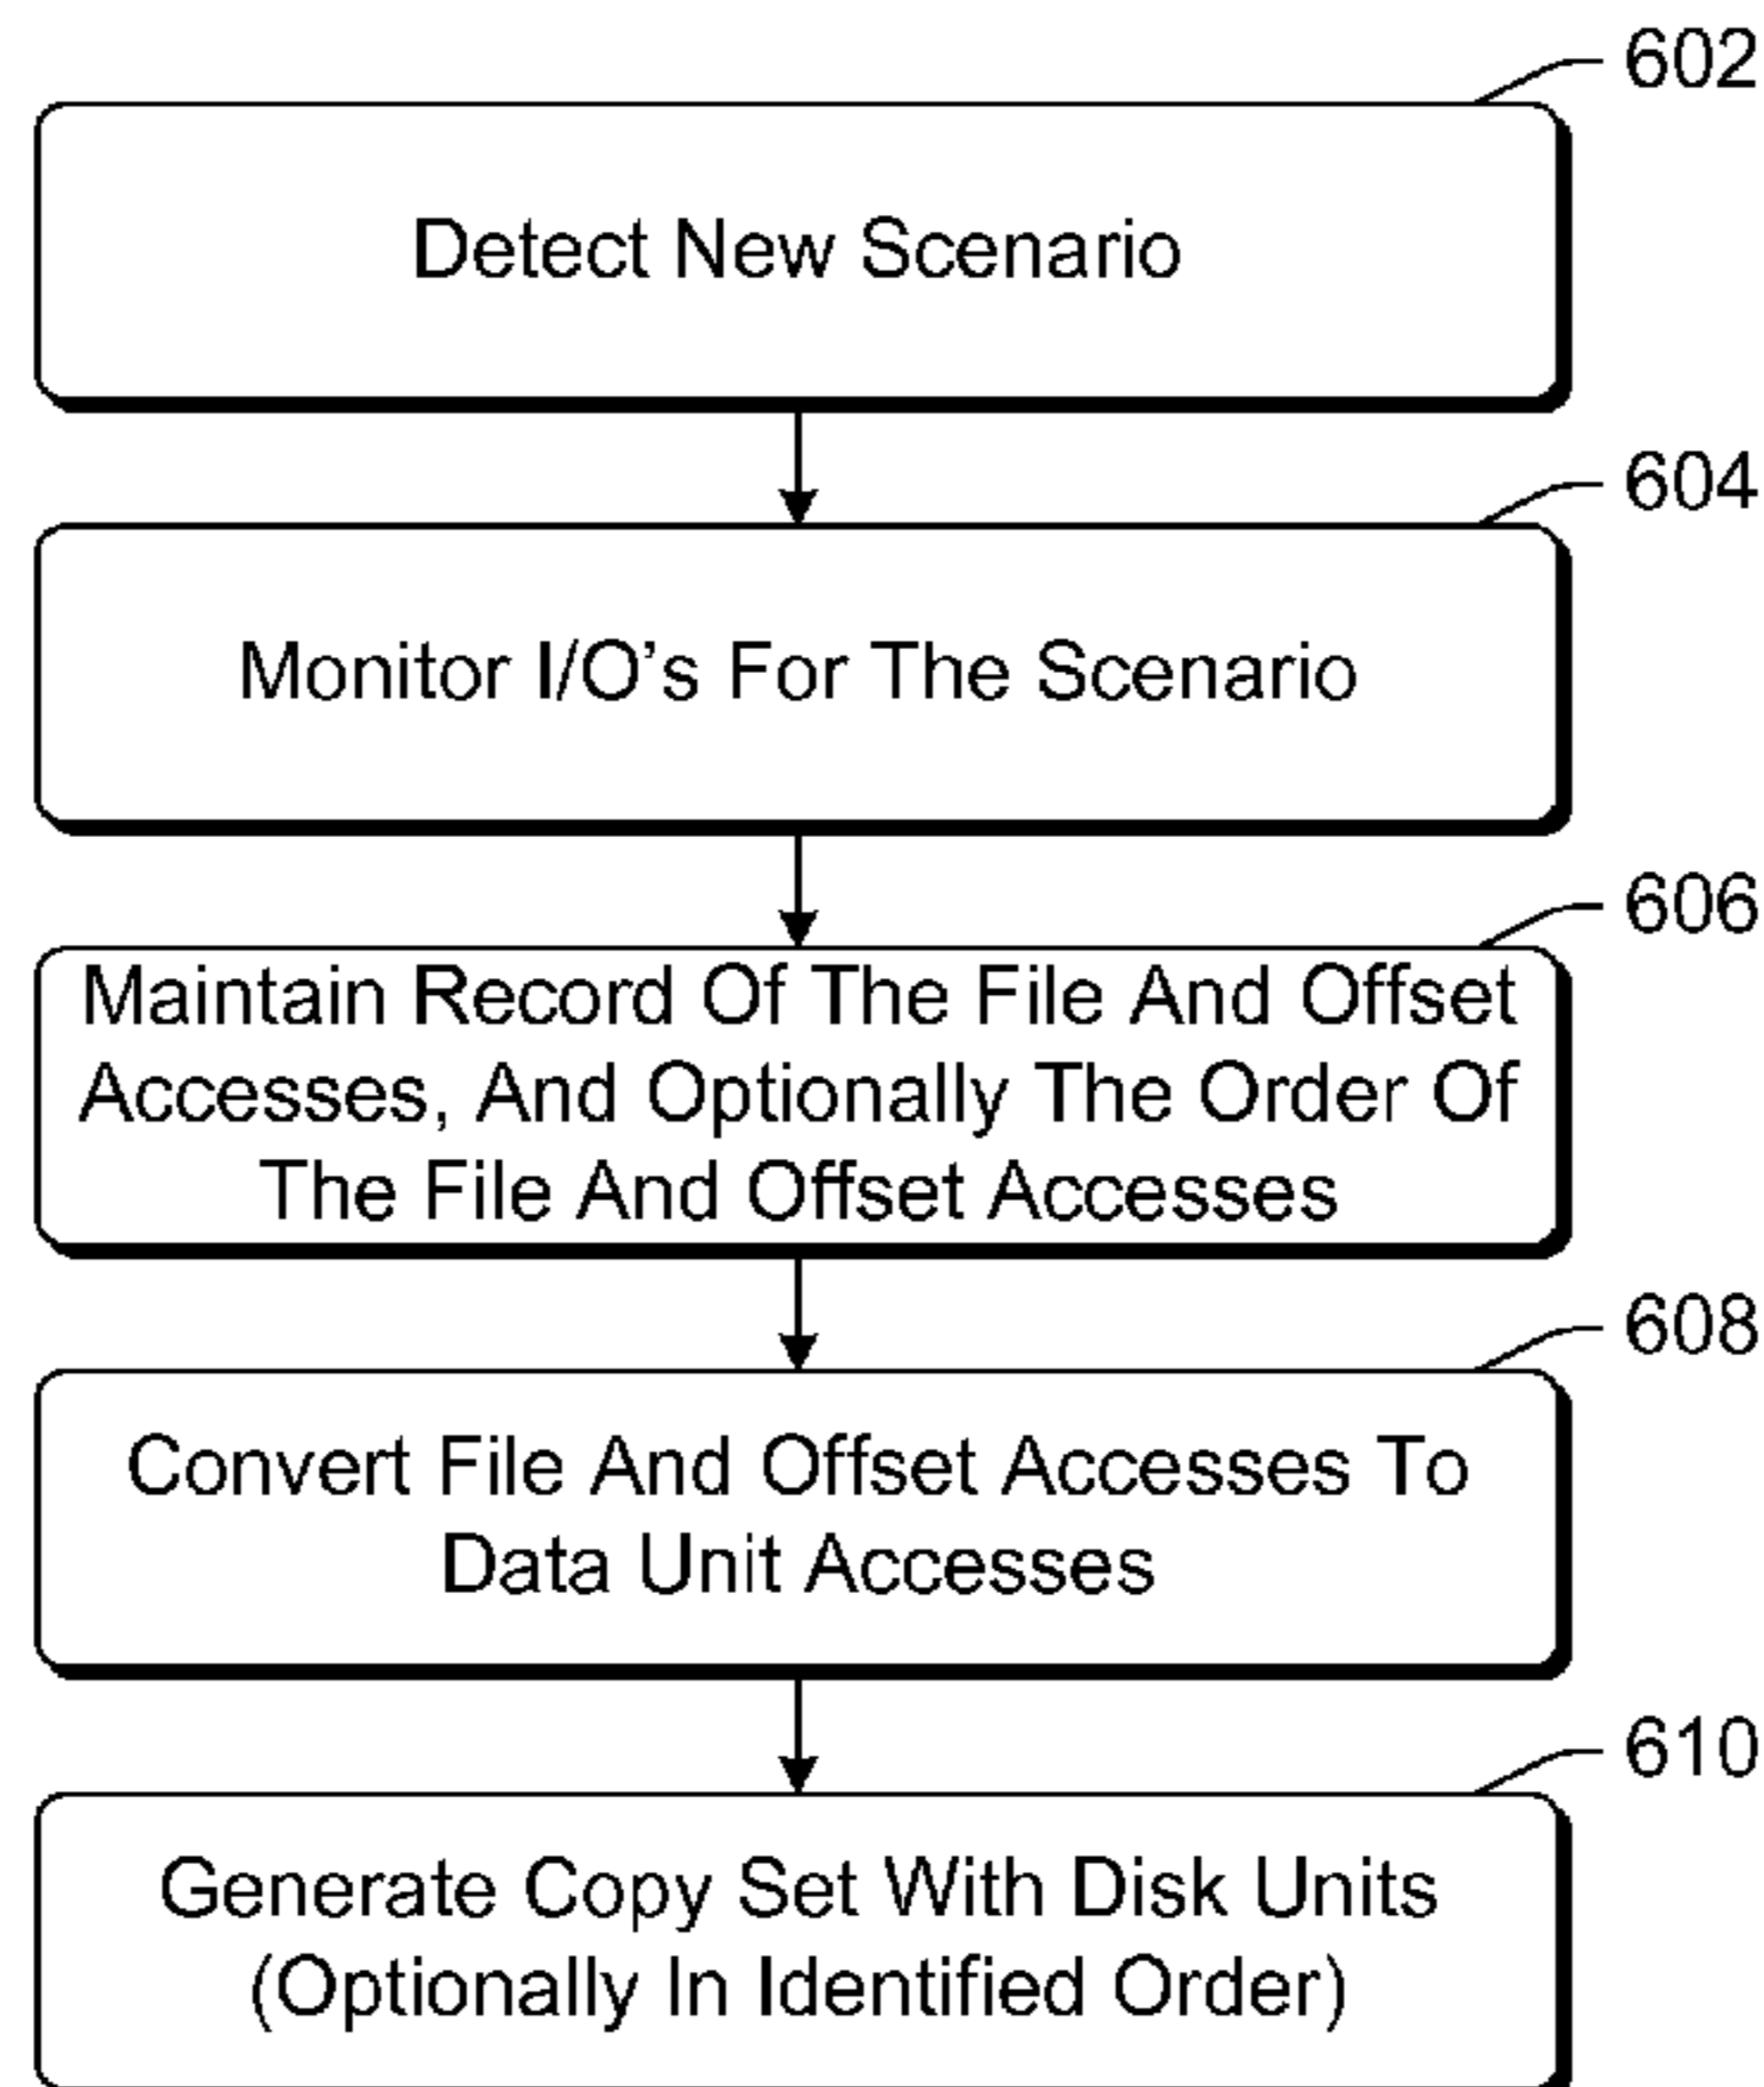 602
Detect New Scenario
604
Monitor I/O’s For The Scenario
606
Maintain Record Of The File And Offset
Accesses, And Optionally The Order Of
The File And Offset Accesses
608
Convert File And Offset Accesses To
Data Unit Accesses
610
Generate Copy Set With Disk Units
(Optionally In Identified Order)